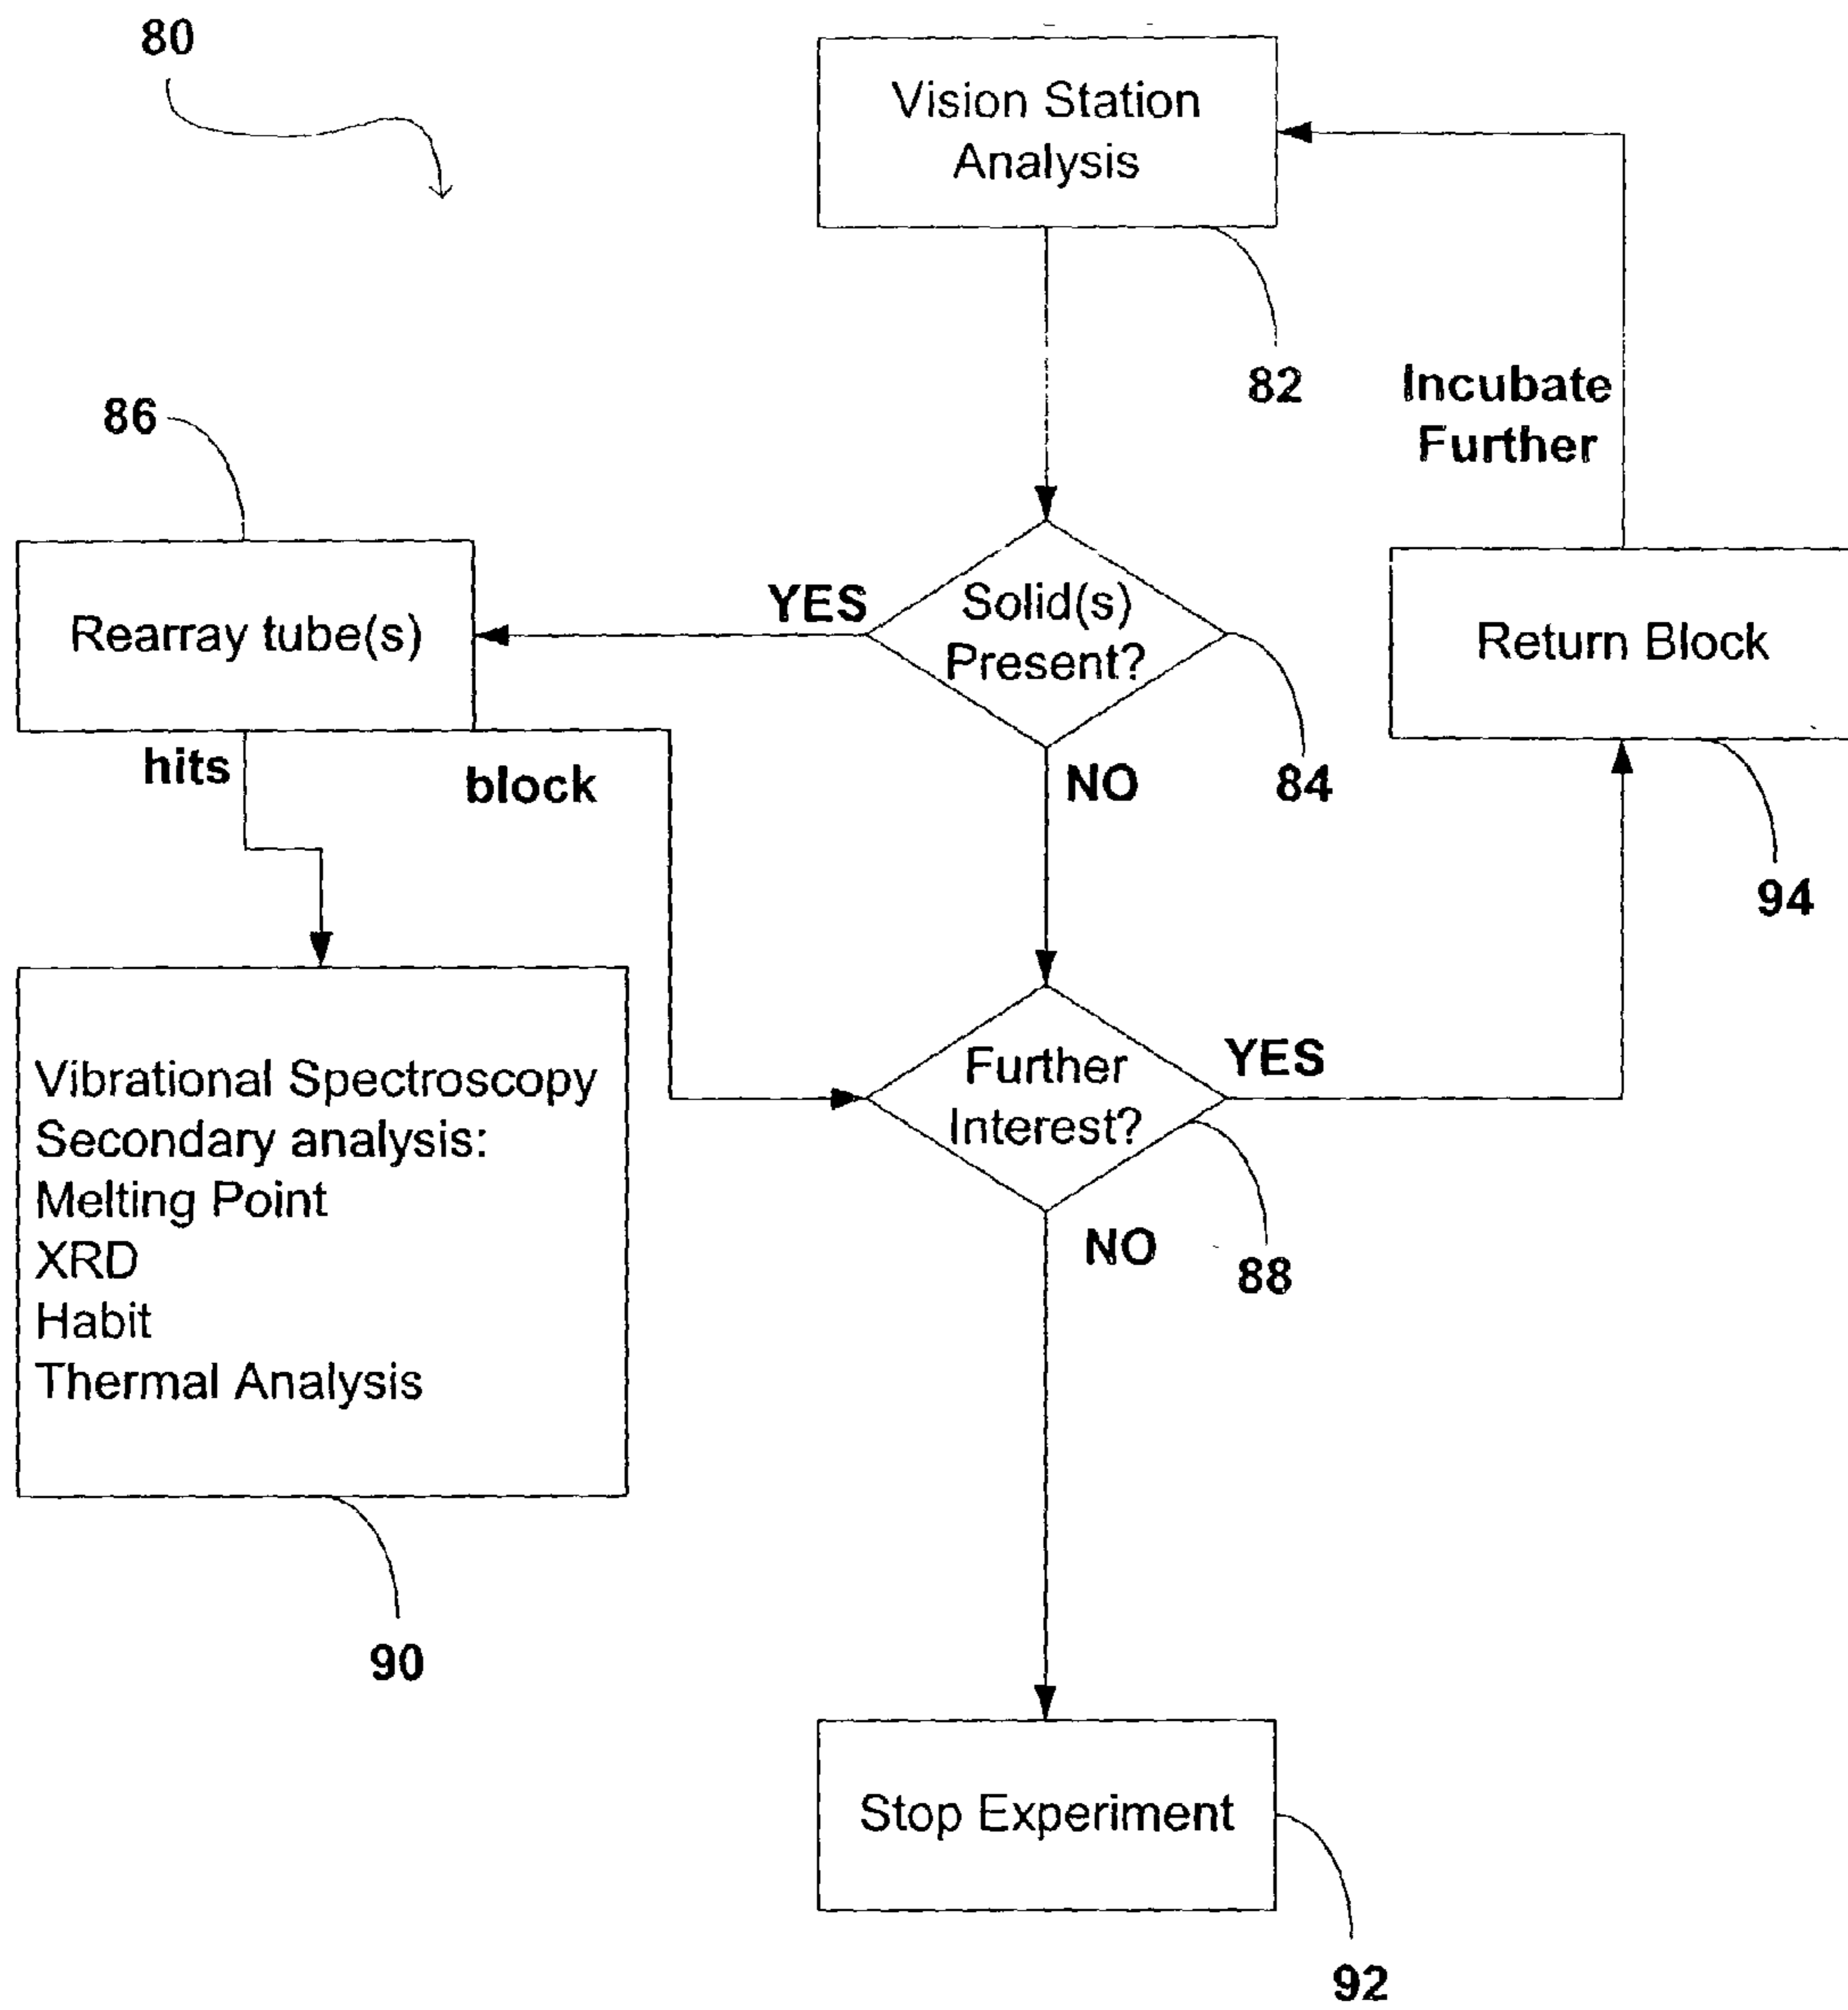 80
Vision Station
Analysis
82
Incubate
Further
86
Rearray tube(s)
YES
Solid(s)
Present?
84
Return Block
94
hits
block
NO
Vibrational Spectroscopy
Secondary analysis:
Melting Point
XRD
Habit
Thermal Analysis
90
Further
Interest?
YES
88
NO
Stop Experiment
92